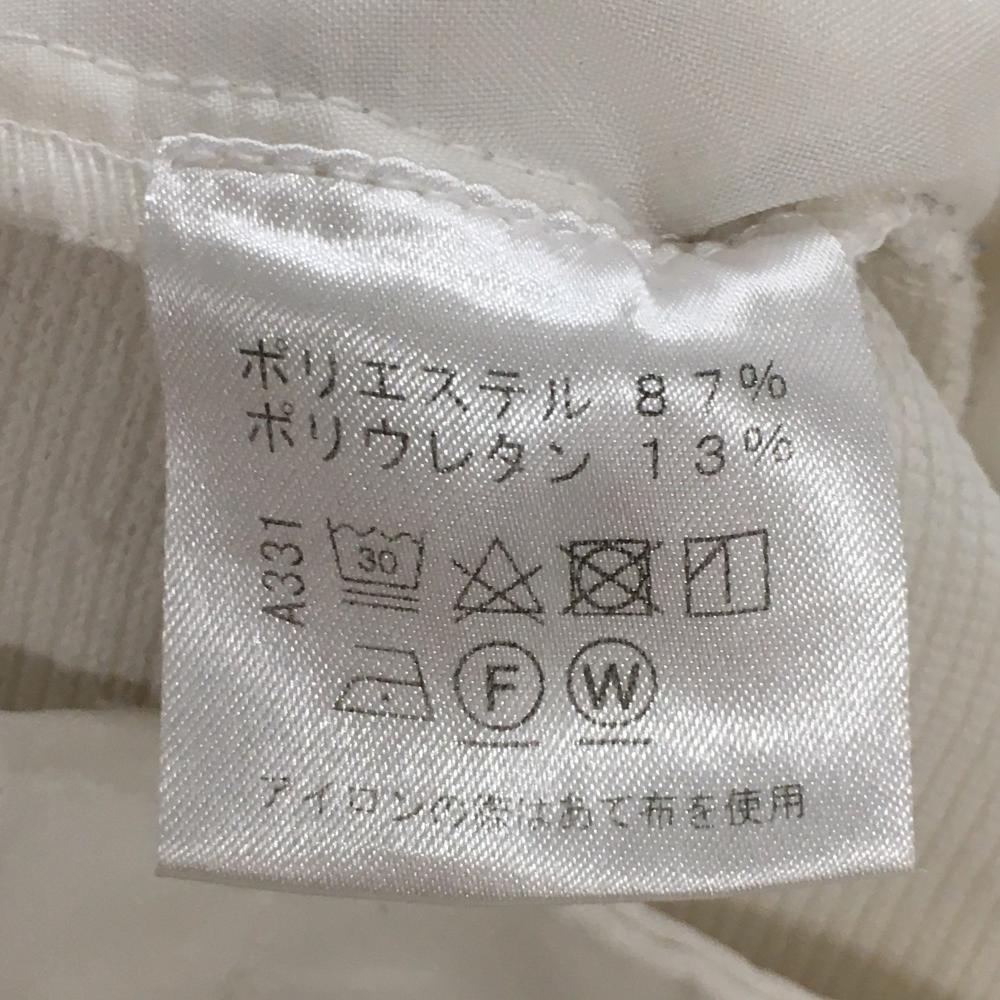 ポリエステル 87%
ポリウレタン 13%
A331
30
F W
アイロンの際はあて布を使用